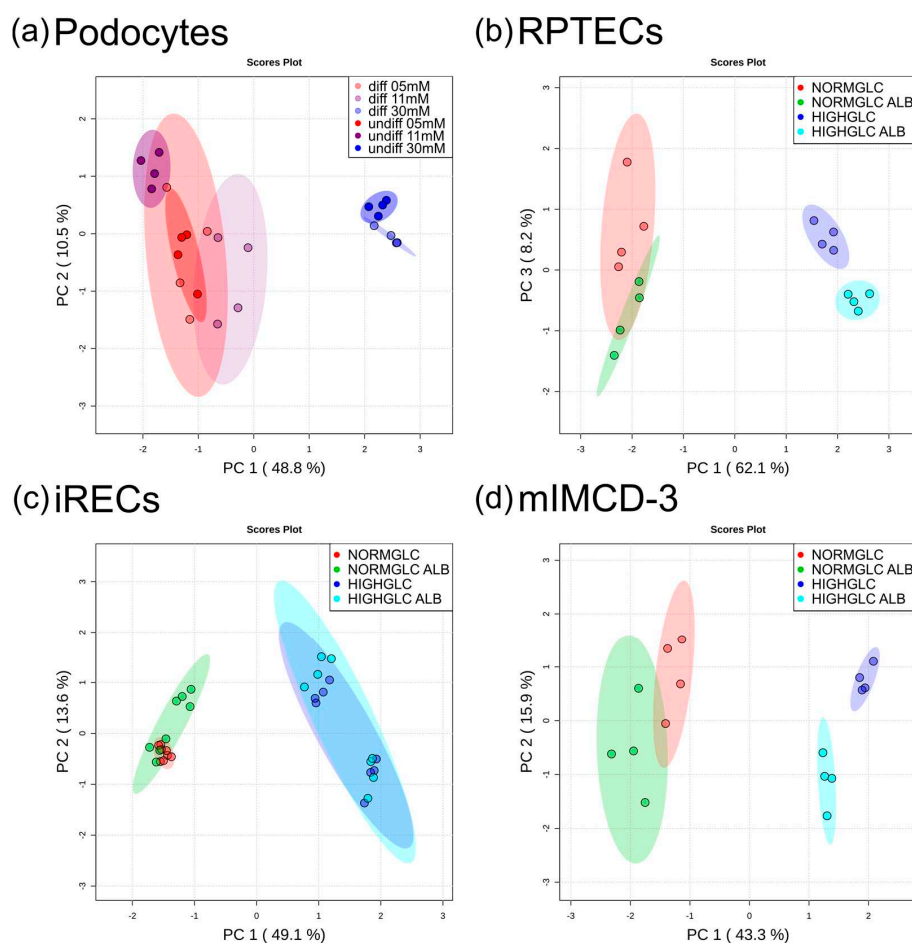 (a) Podocytes
Scores Plot
diff 05mM
diff 11mM
diff 30mM
undiff 05mM
undiff 11mM
undiff 30mM
2
1
0
-1
-2
-3
PC 2 ( 10.5 %)
-2 -1 0 1 2 3
PC 1 ( 48.8 %)
(b) RPTECs
Scores Plot
NORMGLC
NORMGLC ALB
HIGHGLC
HIGHGLC ALB
3
2
1
0
-1
-2
PC 3 ( 8.2 %)
-3 -2 -1 0 1 2 3
PC 1 ( 62.1 %)
(c) iRECs
Scores Plot
NORMGLC
NORMGLC ALB
HIGHGLC
HIGHGLC ALB
3
2
1
0
-1
-2
-3
PC 2 ( 13.6 %)
-2 -1 0 1 2 3
PC 1 ( 49.1 %)
(d) mIMCD-3
Scores Plot
NORMGLC
NORMGLC ALB
HIGHGLC
HIGHGLC ALB
3
2
1
0
-1
-2
-3
PC 2 ( 15.9 %)
-3 -2 -1 0 1 2
PC 1 ( 43.3 %)